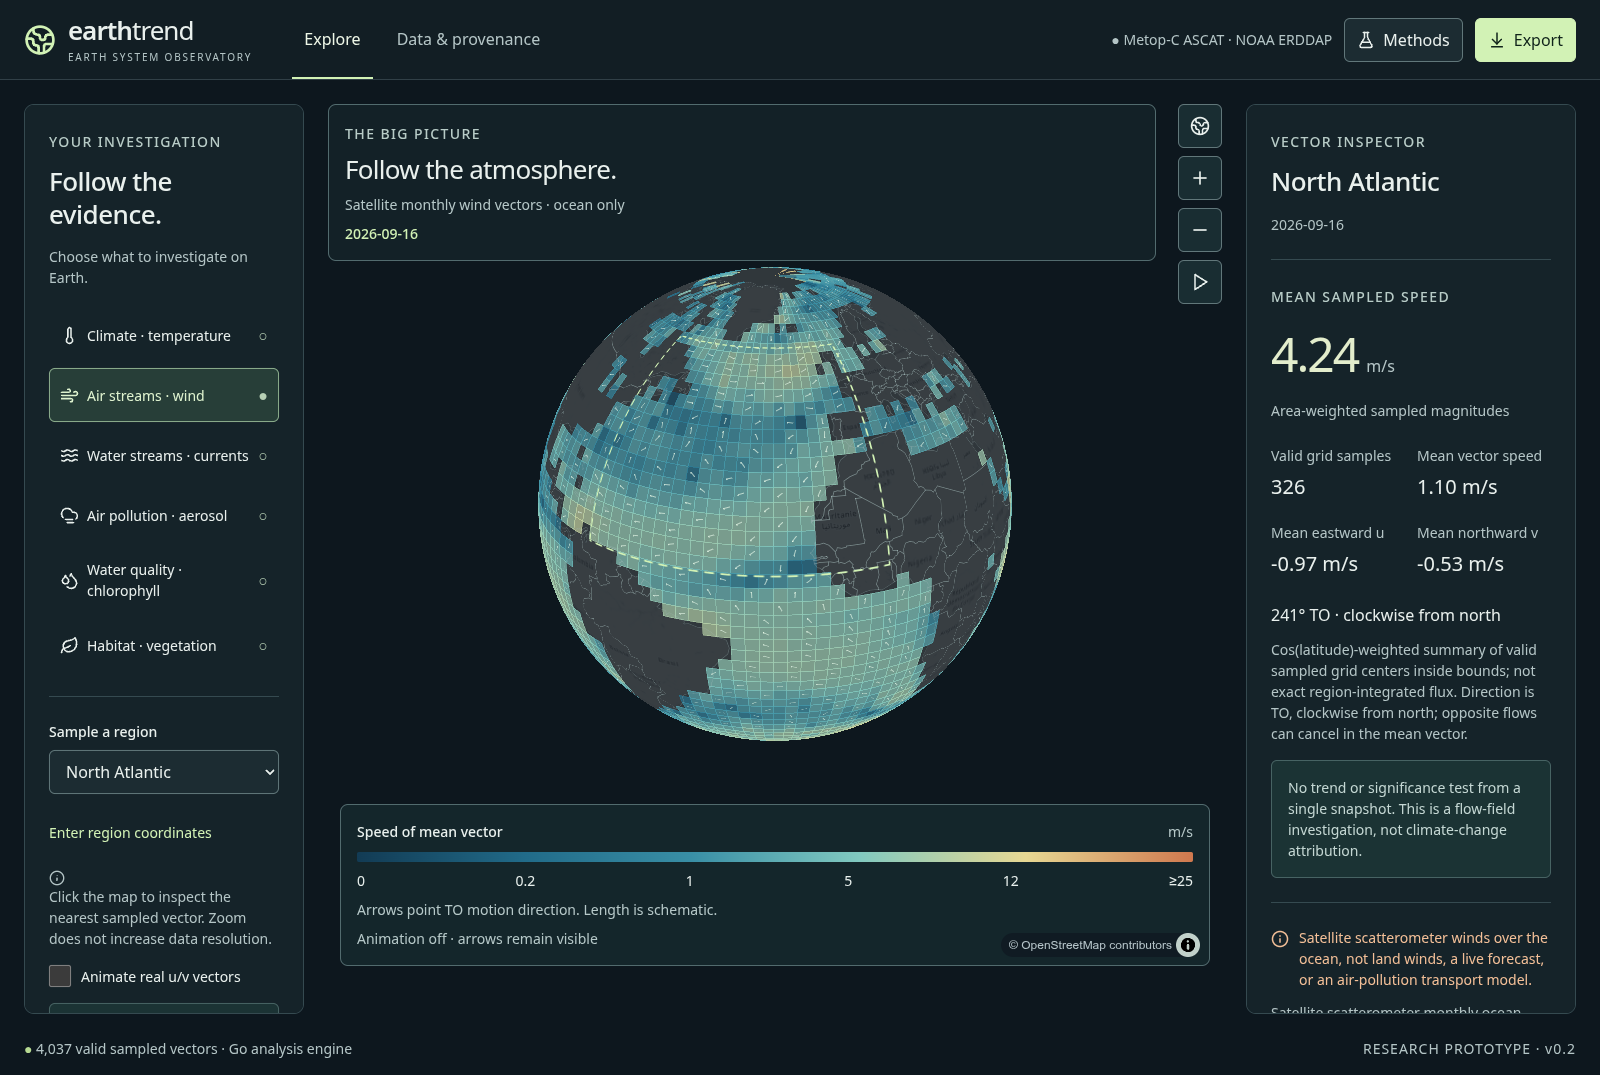 earthtrend
EARTH SYSTEM OBSERVATORY
Explore
Data & provenance
● Metop-C ASCAT · NOAA ERDDAP
Methods
Export
YOUR INVESTIGATION
Follow the
evidence.
Choose what to investigate on
Earth.
Climate · temperature
Air streams · wind
Water streams · currents
Air pollution · aerosol
Water quality ·
chlorophyll
Habitat · vegetation
Sample a region
North Atlantic
Enter region coordinates
Click the map to inspect the
nearest sampled vector. Zoom
does not increase data resolution.
Animate real u/v vectors
THE BIG PICTURE
Follow the atmosphere.
Satellite monthly wind vectors · ocean only
2026-09-16
Speed of mean vector
m/s
0 0.2 1 5 12 ≥25
Arrows point TO motion direction. Length is schematic.
Animation off · arrows remain visible
© OpenStreetMap contributors
VECTOR INSPECTOR
North Atlantic
2026-09-16
MEAN SAMPLED SPEED
4.24 m/s
Area-weighted sampled magnitudes
Valid grid samples Mean vector speed
326 1.10 m/s
Mean eastward u Mean northward v
-0.97 m/s -0.53 m/s
241° TO · clockwise from north
Cos(latitude)-weighted summary of valid
sampled grid centers inside bounds; not
exact region-integrated flux. Direction is
TO, clockwise from north; opposite flows
can cancel in the mean vector.
No trend or significance test from a
single snapshot. This is a flow-field
investigation, not climate-change
attribution.
Satellite scatterometer winds over the
ocean, not land winds, a live forecast,
or an air-pollution transport model.
Satellite scatterometer monthly ocean
● 4,037 valid sampled vectors · Go analysis engine
RESEARCH PROTOTYPE · v0.2